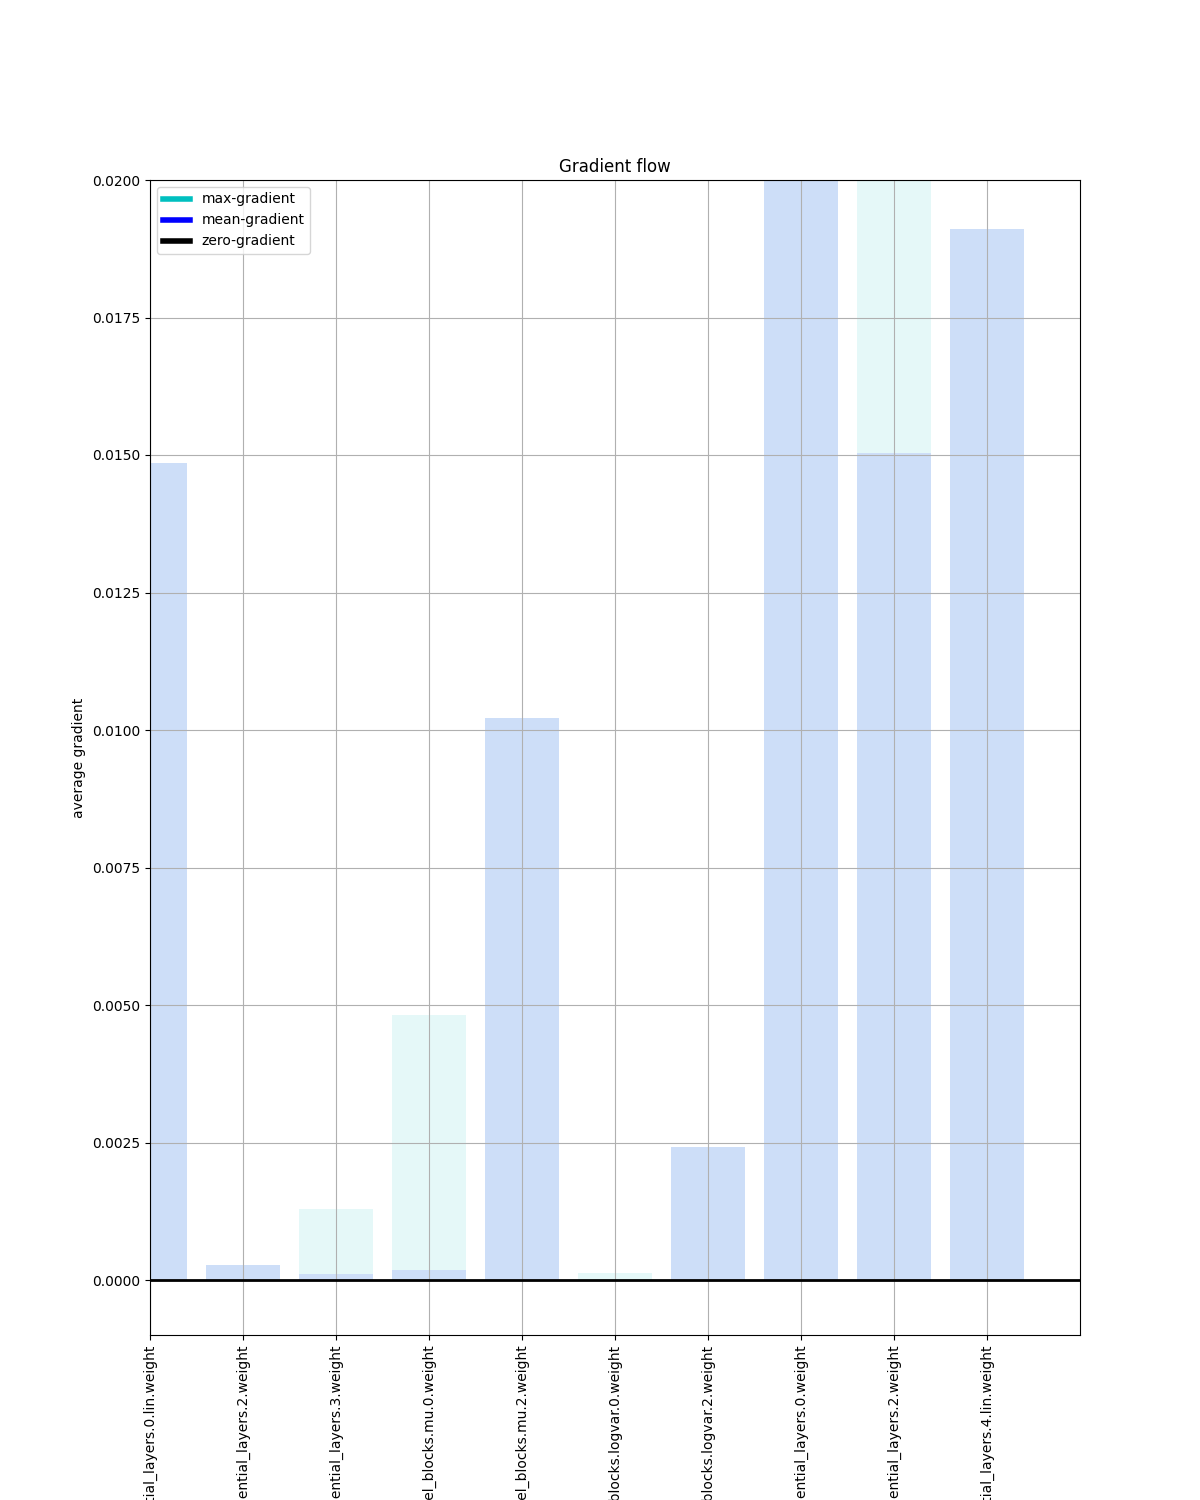 Gradient flow
max-gradient
mean-gradient
zero-gradient
0.0200
0.0175
0.0150
0.0125
0.0100
0.0075
0.0050
0.0025
0.0000
average gradient
tial_layers.0.lin.weight
ential_layers.2.weight
ential_layers.3.weight
el_blocks.mu.0.weight
el_blocks.mu.2.weight
blocks.logvar.0.weight
blocks.logvar.2.weight
ential_layers.0.weight
ential_layers.2.weight
tial_layers.4.lin.weight